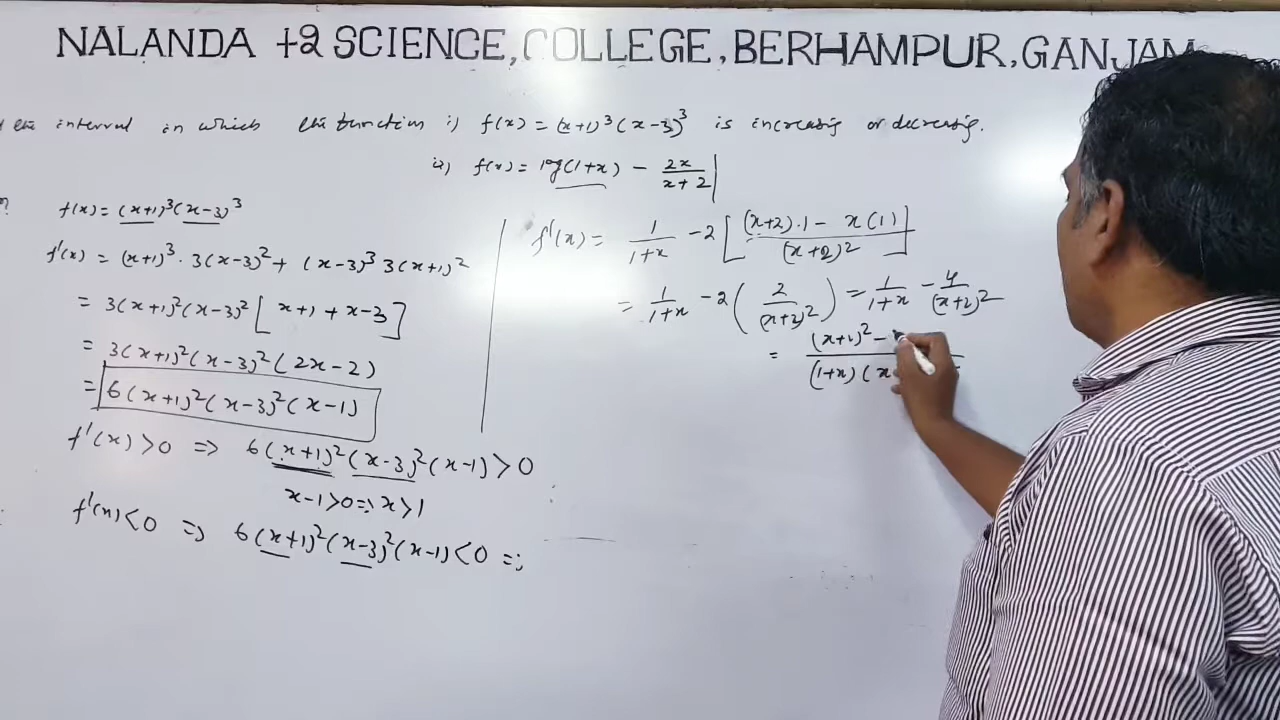 NALANDA +2 SCIENCE, COLLEGE, BERHAMPUR, GANJAM
the interval in which the function i) f(x) = (x+1)³(x-3)³ is increasing or decreasing.
ii) f(x) = log(1+x) - 2x/(x+2)
f(x) = (x+1)³(x-3)³
f'(x) = (x+1)³ · 3(x-3)² + (x-3)³ 3(x+1)²
= 3(x+1)²(x-3)² [x+1 + x-3]
= 3(x+1)²(x-3)²(2x-2)
= 6(x+1)²(x-3)²(x-1)
f'(x) > 0 => 6(x+1)²(x-3)²(x-1) > 0
x-1 > 0 => x > 1
f'(x) < 0 => 6(x+1)²(x-3)²(x-1) < 0 =>
f'(x) = 1/(1+x) - 2 [((x+2)·1 - x(1))/(x+2)²]
= 1/(1+x) - 2 (2/(x+2)²) = 1/(1+x) - 4/(x+2)²
= (x+2)² - / (1+x)(x